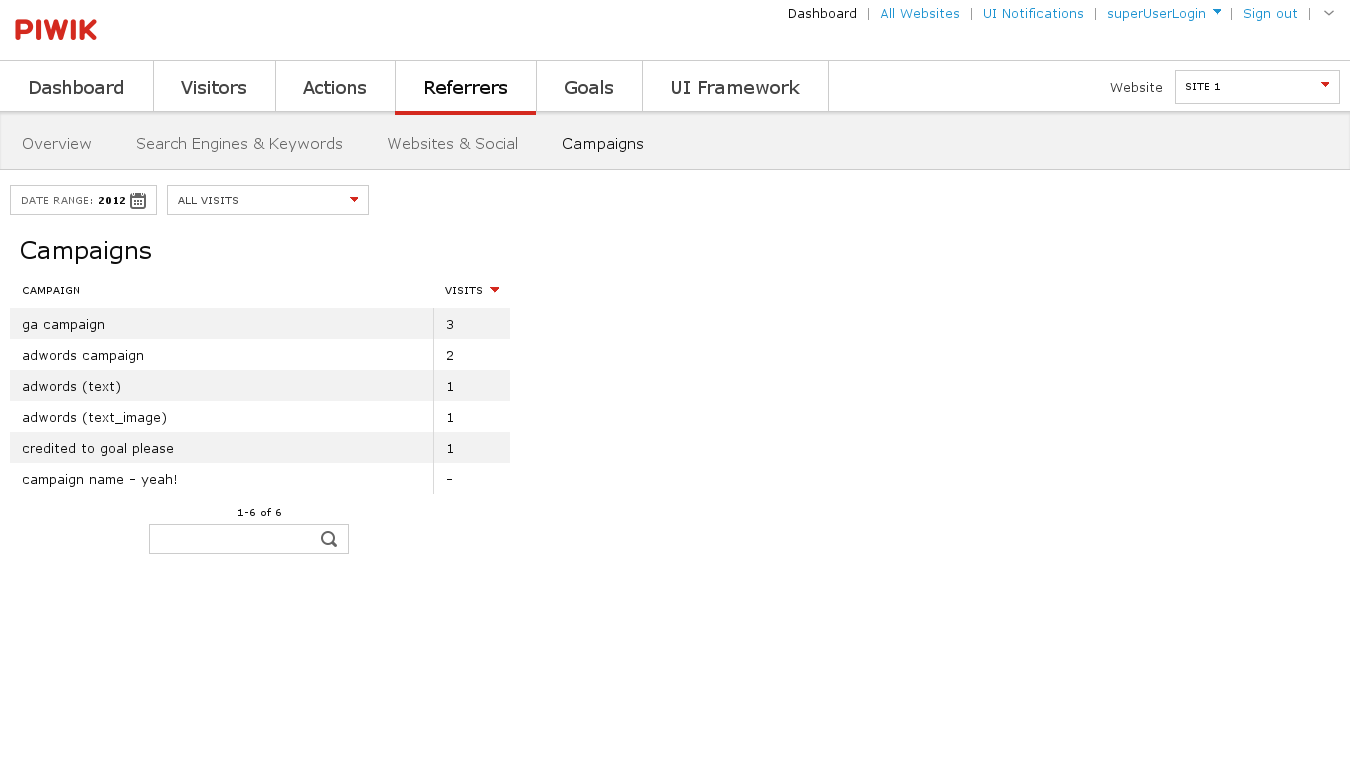 PIWIK
Dashboard | All Websites | UI Notifications | superUserLogin | Sign out |
Dashboard Visitors Actions Referrers Goals UI Framework Website SITE 1
Overview Search Engines & Keywords Websites & Social Campaigns
DATE RANGE: 2012 ALL VISITS
Campaigns
CAMPAIGN VISITS
ga campaign 3
adwords campaign 2
adwords (text) 1
adwords (text_image) 1
credited to goal please 1
campaign name - yeah! -
1-6 of 6